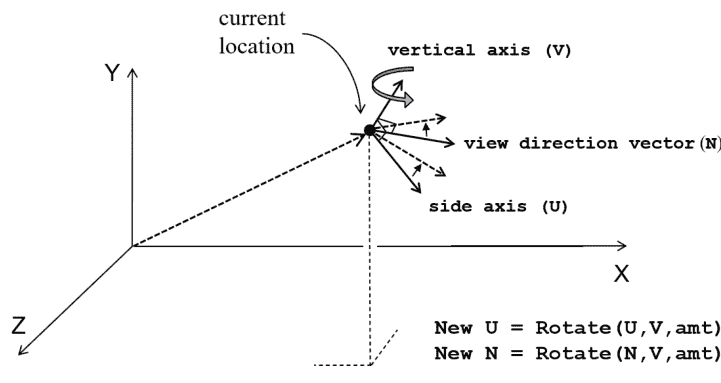 current
location
vertical axis (V)
Y
view direction vector(N)
side axis (U)
X
Z
New U = Rotate(U,V,amt)
New N = Rotate(N,V,amt)